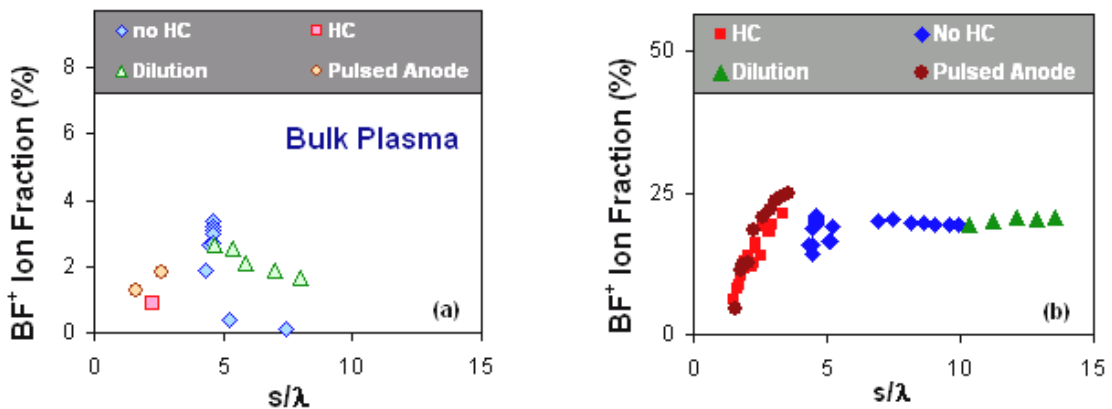 no HC HC
Dilution Pulsed Anode
BF+ Ion Fraction (%)
8
6
4
2
0
Bulk Plasma
(a)
0 5 10 15
s/λ
HC No HC
Dilution Pulsed Anode
BF+ Ion Fraction (%)
50
25
0
(b)
0 5 10 15
s/λ